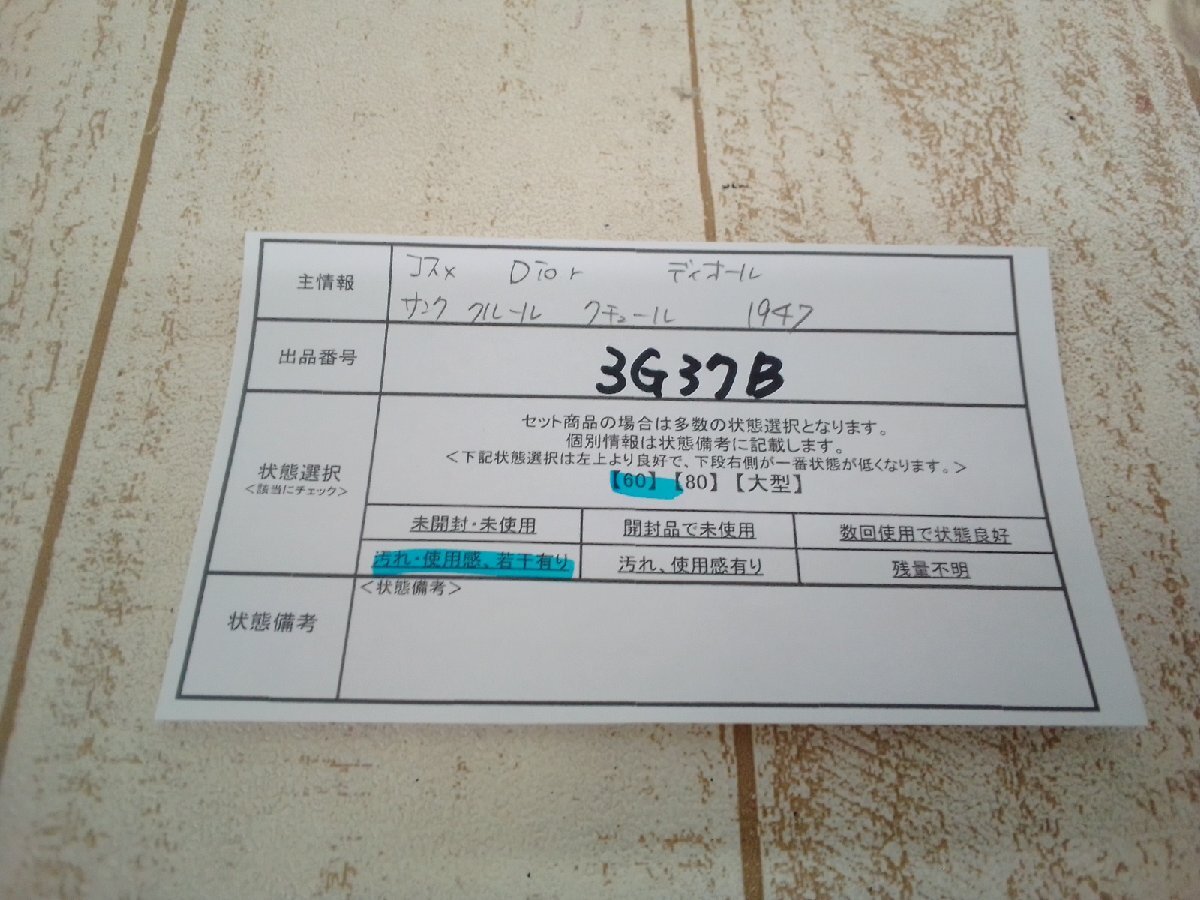 主情報
コスメ Dior ディオール
サンク クルール クチュール 1947
出品番号
3G37B
状態選択
<該当にチェック>
セット商品の場合は多数の状態選択となります。
個別情報は状態備考に記載します。
<下記状態選択は左上より良好で、下段右側が一番状態が低くなります。>
【60】【80】【大型】
未開封・未使用 開封品で未使用 数回使用で状態良好
汚れ・使用感、若干有り 汚れ、使用感有り 残量不明
状態備考
<状態備考>